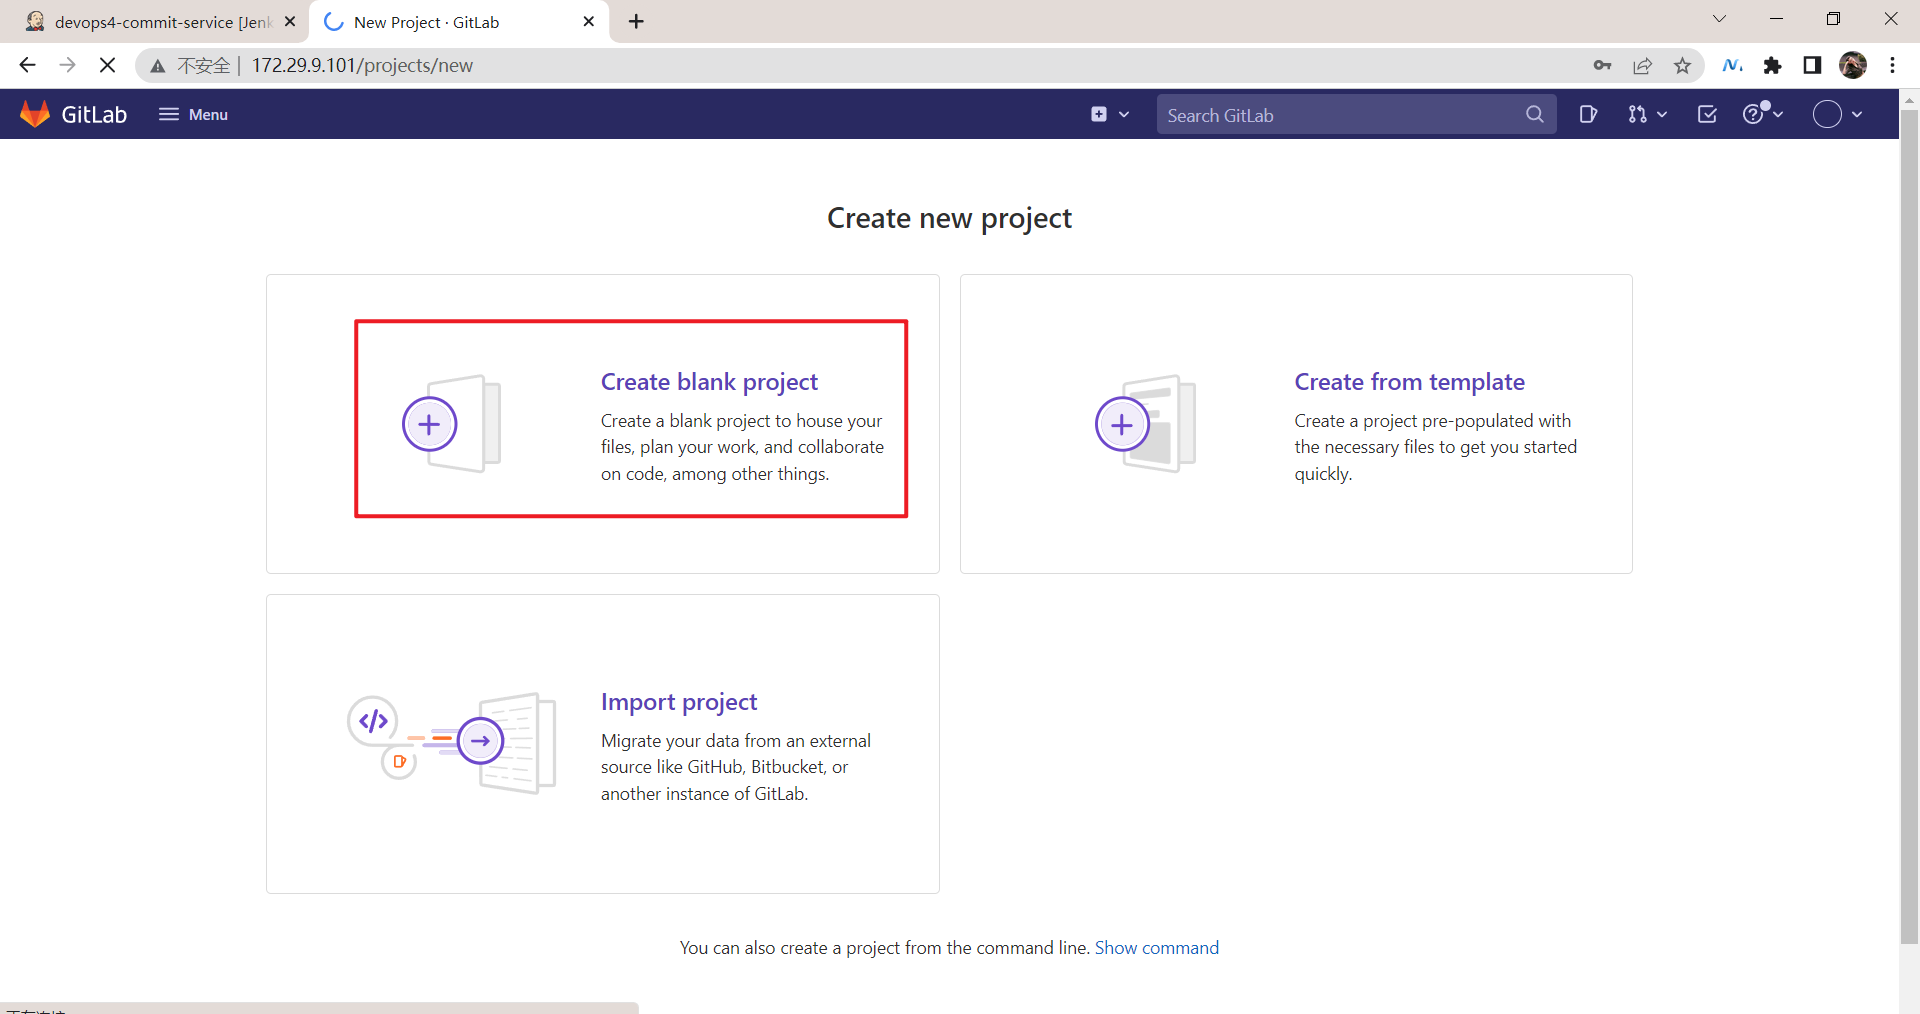 devops4-commit-service [Jenk
New Project · GitLab
不安全 | 172.29.9.101/projects/new
GitLab
Menu
Search GitLab
Create new project
Create blank project
Create a blank project to house your
files, plan your work, and collaborate
on code, among other things.
Create from template
Create a project pre-populated with
the necessary files to get you started
quickly.
Import project
Migrate your data from an external
source like GitHub, Bitbucket, or
another instance of GitLab.
You can also create a project from the command line. Show command